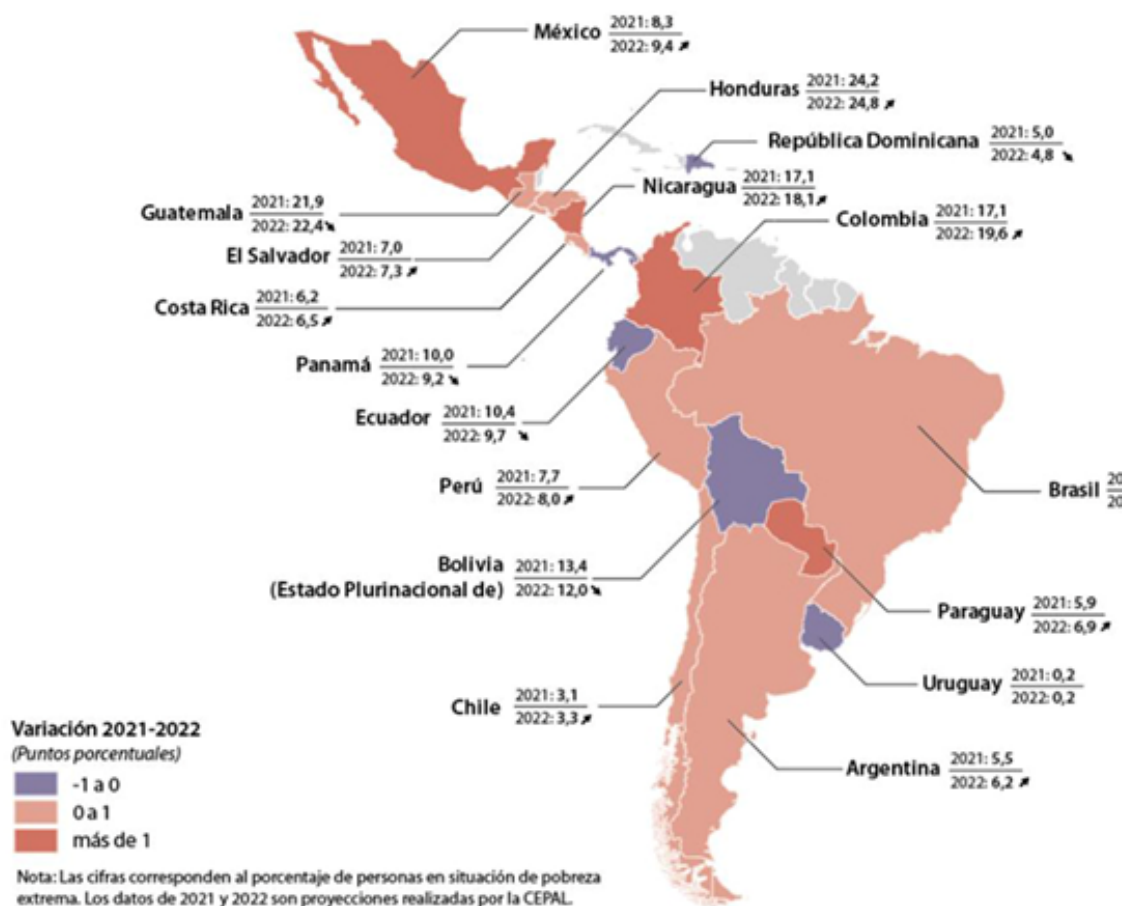 México 2021: 8,3
2022: 9,4
Honduras 2021: 24,2
2022: 24,8
República Dominicana 2021: 5,0
2022: 4,8
Nicaragua 2021: 17,1
2022: 18,1
Guatemala 2021: 21,9
2022: 22,4
Colombia 2021: 17,1
2022: 19,6
El Salvador 2021: 7,0
2022: 7,3
Costa Rica 2021: 6,2
2022: 6,5
Panamá 2021: 10,0
2022: 9,2
Ecuador 2021: 10,4
2022: 9,7
Perú 2021: 7,7
2022: 8,0
Brasil 20
20
Bolivia 2021: 13,4
(Estado Plurinacional de) 2022: 12,0
Paraguay 2021: 5,9
2022: 6,9
Uruguay 2021: 0,2
2022: 0,2
Chile 2021: 3,1
2022: 3,3
Argentina 2021: 5,5
2022: 6,2
Variación 2021-2022
(Puntos porcentuales)
-1 a 0
0 a 1
más de 1
Nota: Las cifras corresponden al porcentaje de personas en situación de pobreza
extrema. Los datos de 2021 y 2022 son proyecciones realizadas por la CEPAL.